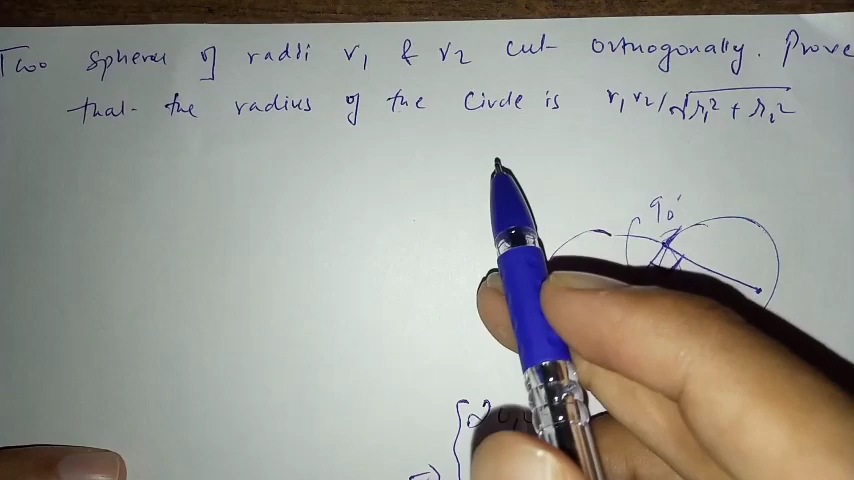 Two spheres of radii r₁ & r₂ cut orthogonally. Prove
that the radius of the Circle is r₁r₂/√r₁² + r₂²
90°